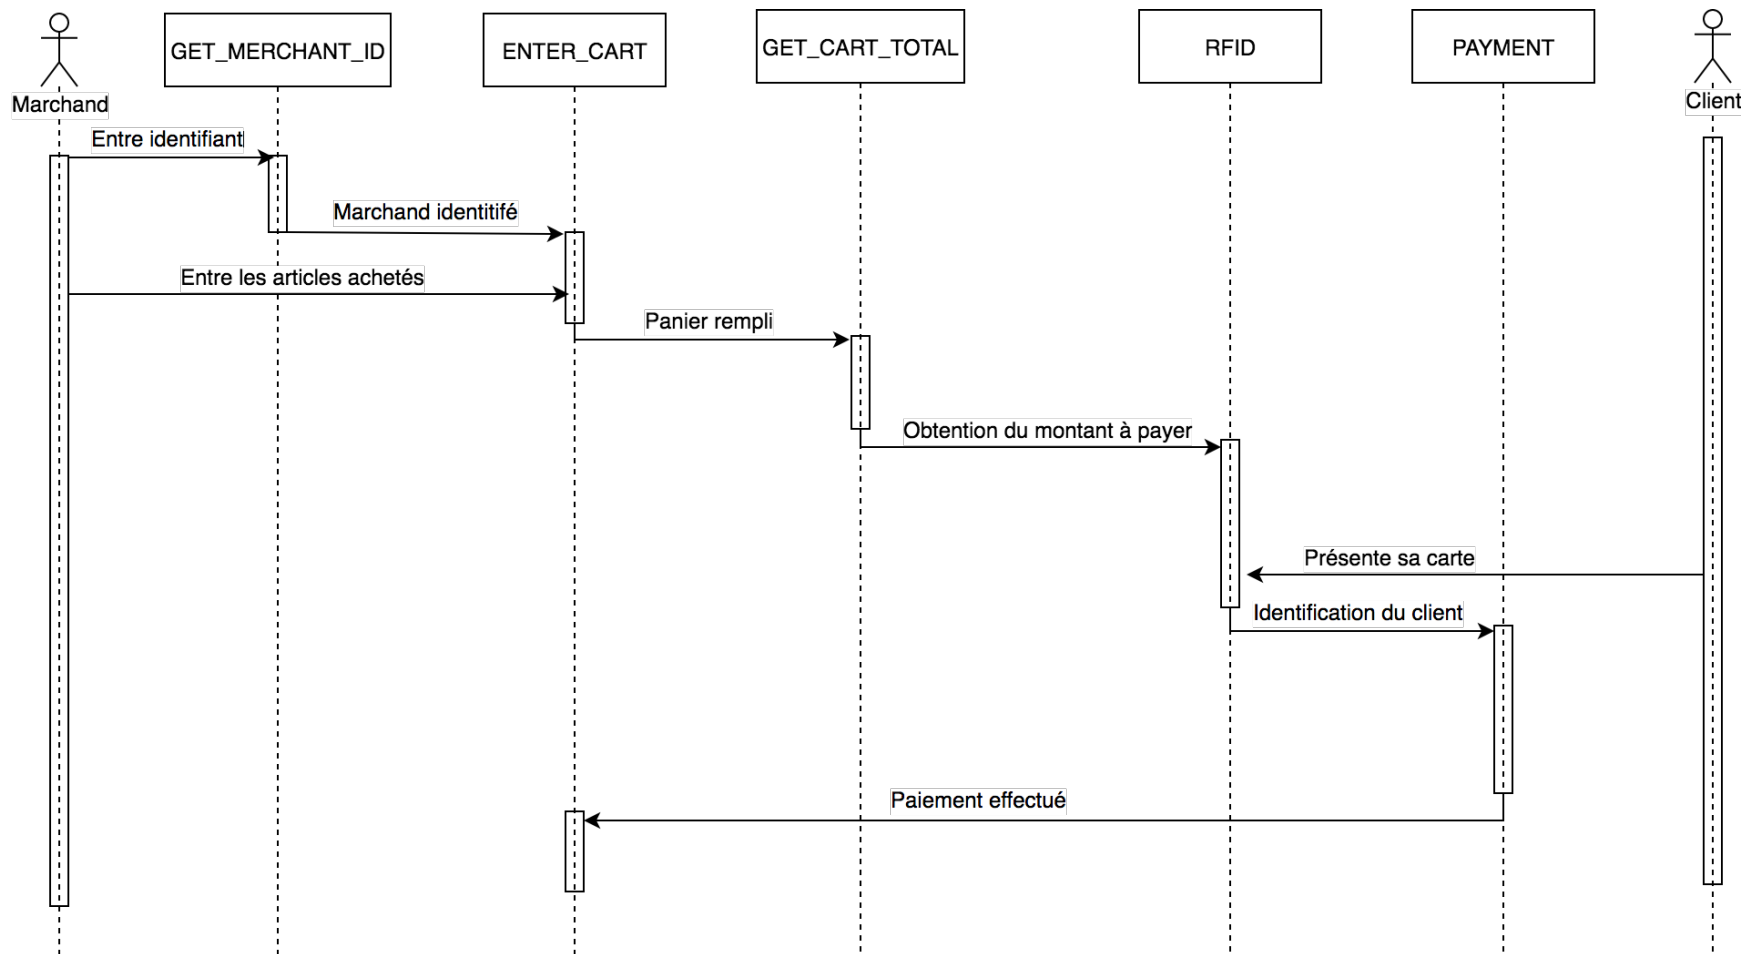 GET_MERCHANT_ID
ENTER_CART
GET_CART_TOTAL
RFID
PAYMENT
Marchand
Client
Entre identifiant
Marchand identitifé
Entre les articles achetés
Panier rempli
Obtention du montant à payer
Présente sa carte
Identification du client
Paiement effectué